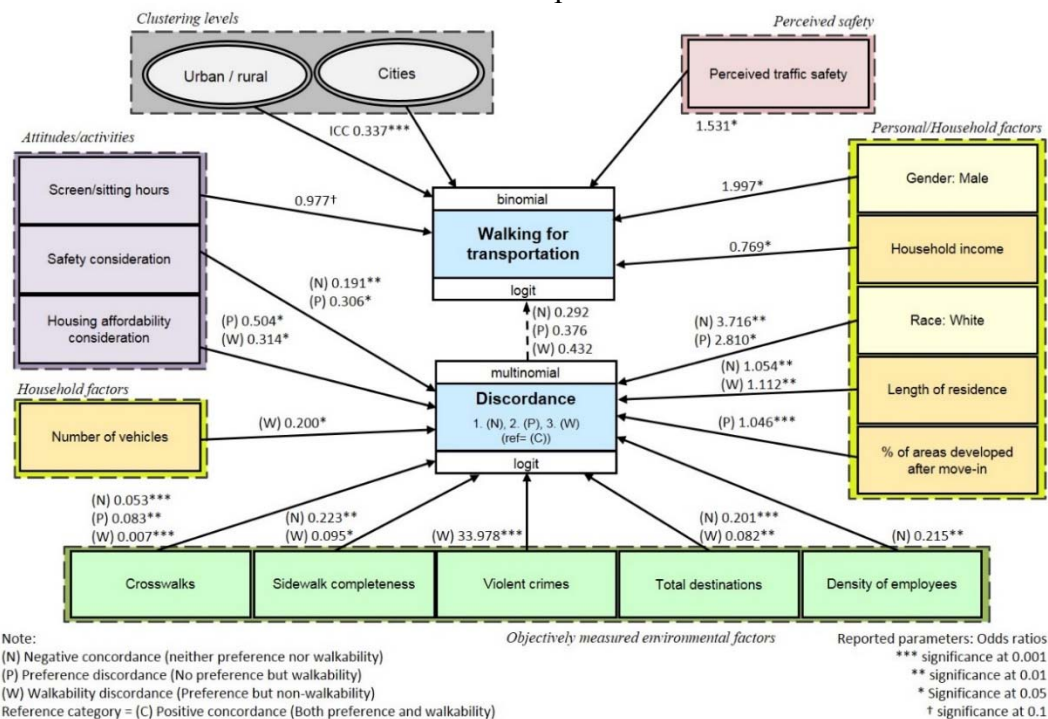 Clustering levels
Urban / rural
Cities
Perceived safety
Perceived traffic safety
ICC 0.337***
1.531*
Attitudes/activities
Screen/sitting hours
Safety consideration
Housing affordability
consideration
0.977†
(N) 0.191**
(P) 0.306*
(P) 0.504*
(W) 0.314*
Personal/Household factors
Gender: Male
Household income
Race: White
Length of residence
% of areas developed
after move-in
1.997*
0.769*
(N) 3.716**
(P) 2.810*
(N) 1.054**
(W) 1.112**
(P) 1.046***
binomial
Walking for
transportation
logit
(N) 0.292
(P) 0.376
(W) 0.432
multinomial
Discordance
1. (N), 2. (P), 3. (W)
(ref= (C))
logit
Household factors
Number of vehicles
(W) 0.200*
(N) 0.053***
(P) 0.083**
(W) 0.007***
(N) 0.223**
(W) 0.095*
(W) 33.978***
(N) 0.201***
(W) 0.082**
(N) 0.215**
Crosswalks
Sidewalk completeness
Violent crimes
Total destinations
Density of employees
Objectively measured environmental factors
Note:
(N) Negative concordance (neither preference nor walkability)
(P) Preference discordance (No preference but walkability)
(W) Walkability discordance (Preference but non-walkability)
Reference category = (C) Positive concordance (Both preference and walkability)
Reported parameters: Odds ratios
*** significance at 0.001
** significance at 0.01
* Significance at 0.05
† significance at 0.1